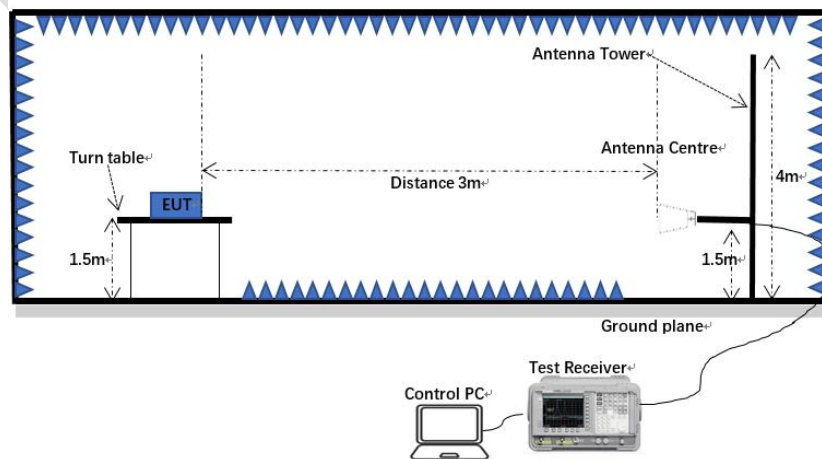 Antenna Tower
Turn table
Antenna Centre
Distance 3m
4m
EUT
1.5m
1.5m
Ground plane
Test Receiver
Control PC